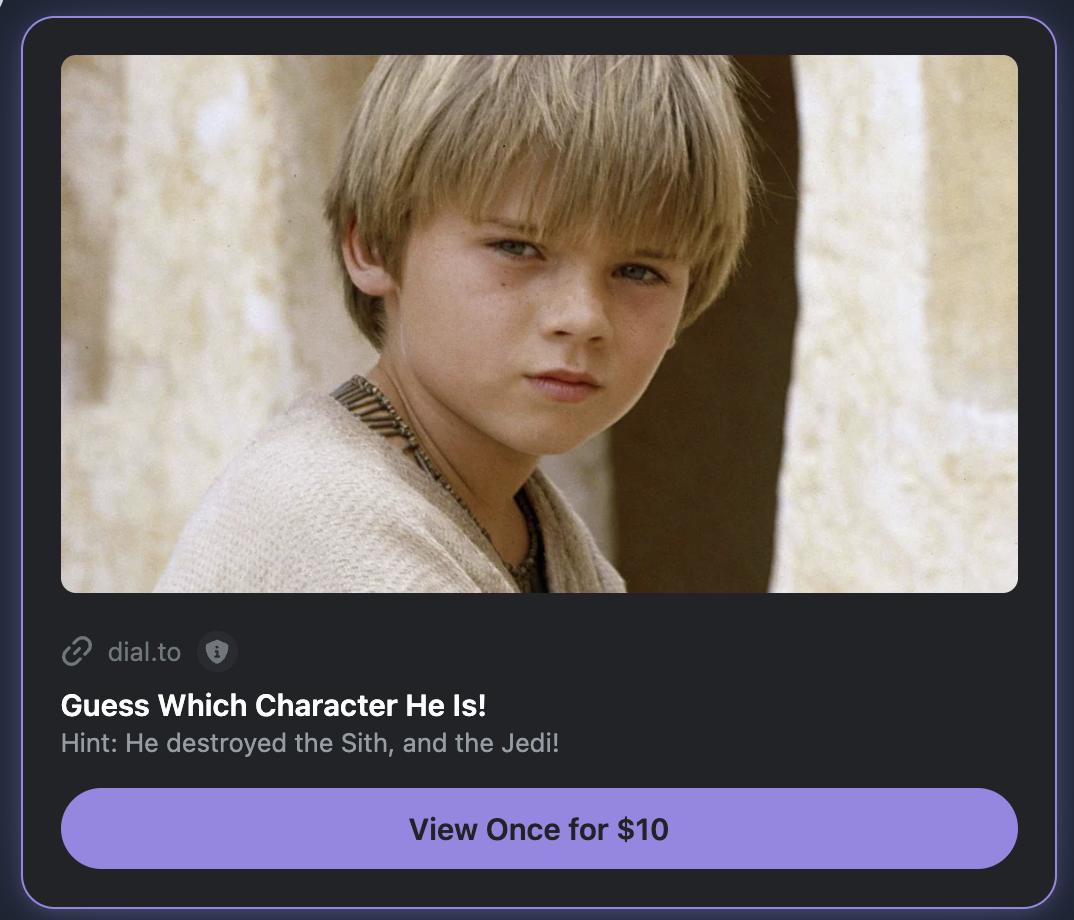 dial.to
Guess Which Character He Is!
Hint: He destroyed the Sith, and the Jedi!
View Once for $10